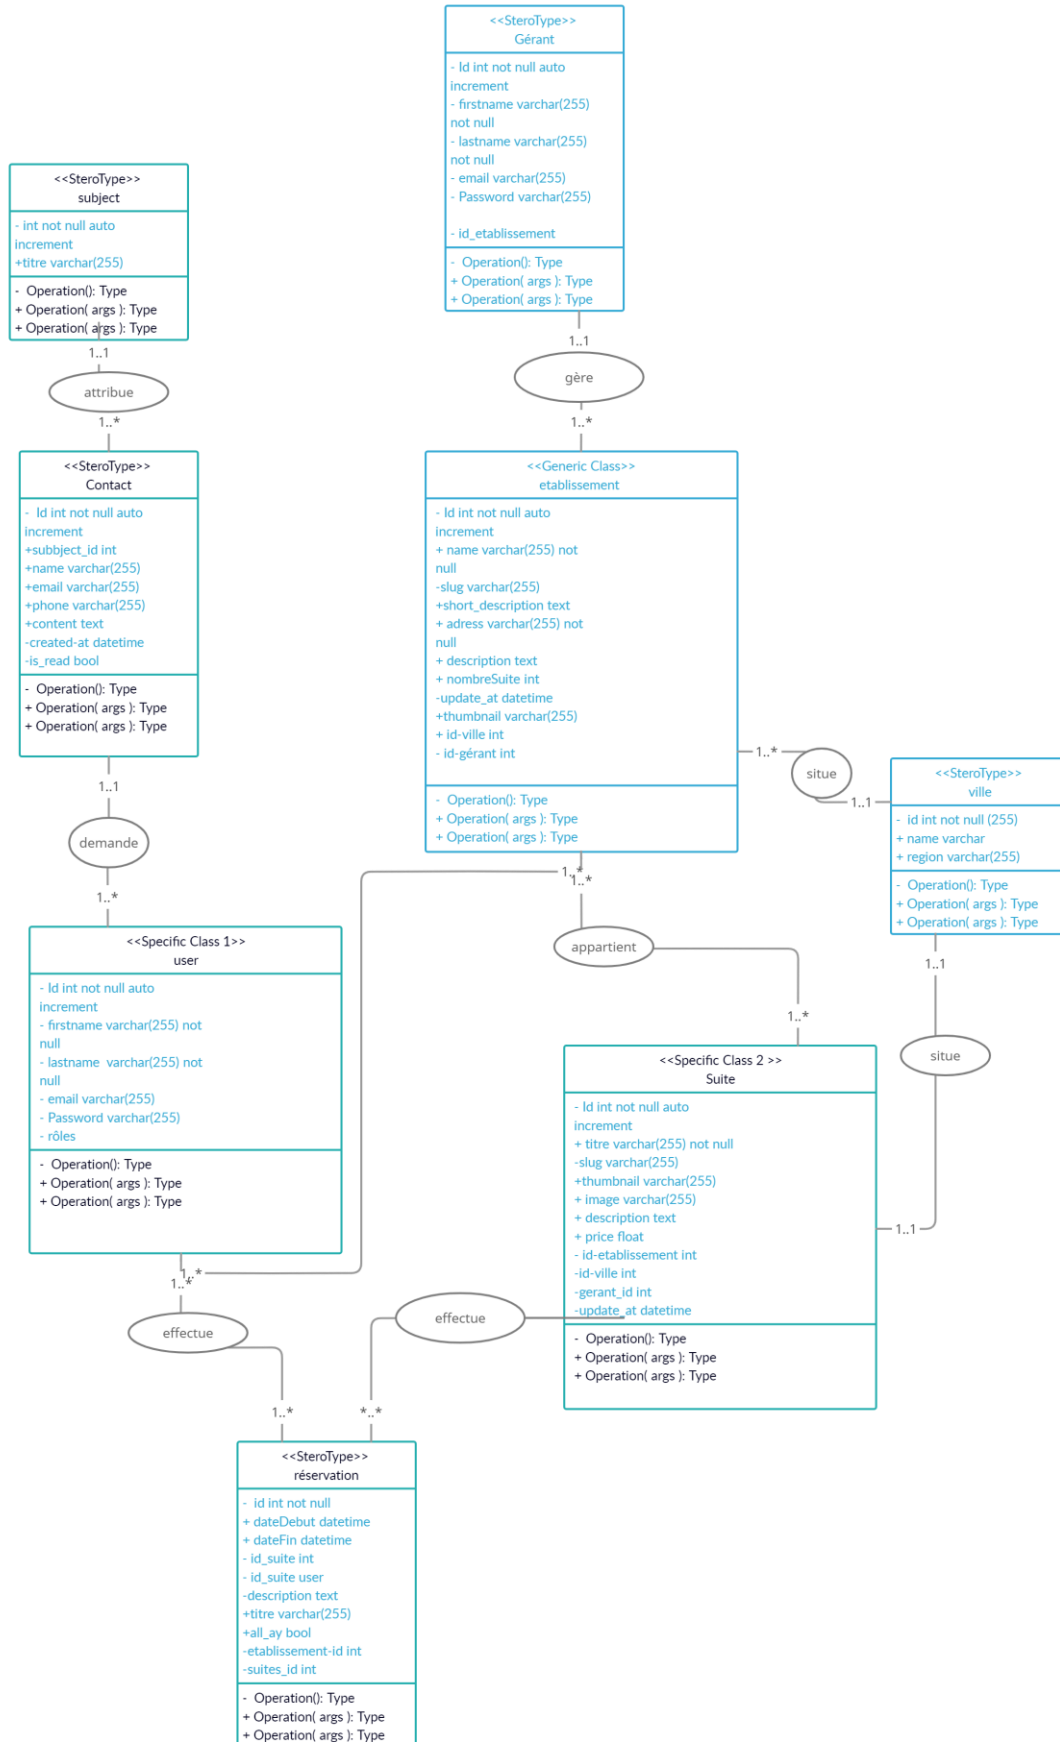 <<SteroType>>
Gérant
- Id int not null auto
increment
- firstname varchar(255)
not null
- lastname varchar(255)
not null
- email varchar(255)
- Password varchar(255)
- id_etablissement
- Operation(): Type
+ Operation( args ): Type
+ Operation( args ): Type
<<SteroType>>
subject
- int not null auto
increment
+titre varchar(255)
- Operation(): Type
+ Operation( args ): Type
+ Operation( args ): Type
1..1
attribue
1..*
1..1
gère
1..*
<<SteroType>>
Contact
- Id int not null auto
increment
+subbject_id int
+name varchar(255)
+email varchar(255)
+phone varchar(255)
+content text
-created-at datetime
-is_read bool
- Operation(): Type
+ Operation( args ): Type
+ Operation( args ): Type
<<Generic Class>>
etablissement
- Id int not null auto
increment
+ name varchar(255) not
null
-slug varchar(255)
+short_description text
+ adress varchar(255) not
null
+ description text
+ nombreSuite int
-update_at datetime
+thumbnail varchar(255)
+ id-ville int
- id-gérant int
- Operation(): Type
+ Operation( args ): Type
+ Operation( args ): Type
1..*
situe
1..1
<<SteroType>>
ville
- id int not null (255)
+ name varchar
+ region varchar(255)
- Operation(): Type
+ Operation( args ): Type
+ Operation( args ): Type
1..1
demande
1..*
1..*
1..*
appartient
1..*
1..1
situe
1..1
<<Specific Class 1>>
user
- Id int not null auto
increment
- firstname varchar(255) not
null
- lastname varchar(255) not
null
- email varchar(255)
- Password varchar(255)
- rôles
- Operation(): Type
+ Operation( args ): Type
+ Operation( args ): Type
<<Specific Class 2 >>
Suite
- Id int not null auto
increment
+ titre varchar(255) not null
-slug varchar(255)
+thumbnail varchar(255)
+ image varchar(255)
+ description text
+ price float
- id-etablissement int
-id-ville int
-gerant_id int
-update_at datetime
- Operation(): Type
+ Operation( args ): Type
+ Operation( args ): Type
1..*
1..*
effectue
1..*
effectue
*..*
<<SteroType>>
réservation
- id int not null
+ dateDebut datetime
+ dateFin datetime
- id_suite int
- id_suite user
-description text
+titre varchar(255)
+all_ay bool
-etablissement-id int
-suites_id int
- Operation(): Type
+ Operation( args ): Type
+ Operation( args ): Type